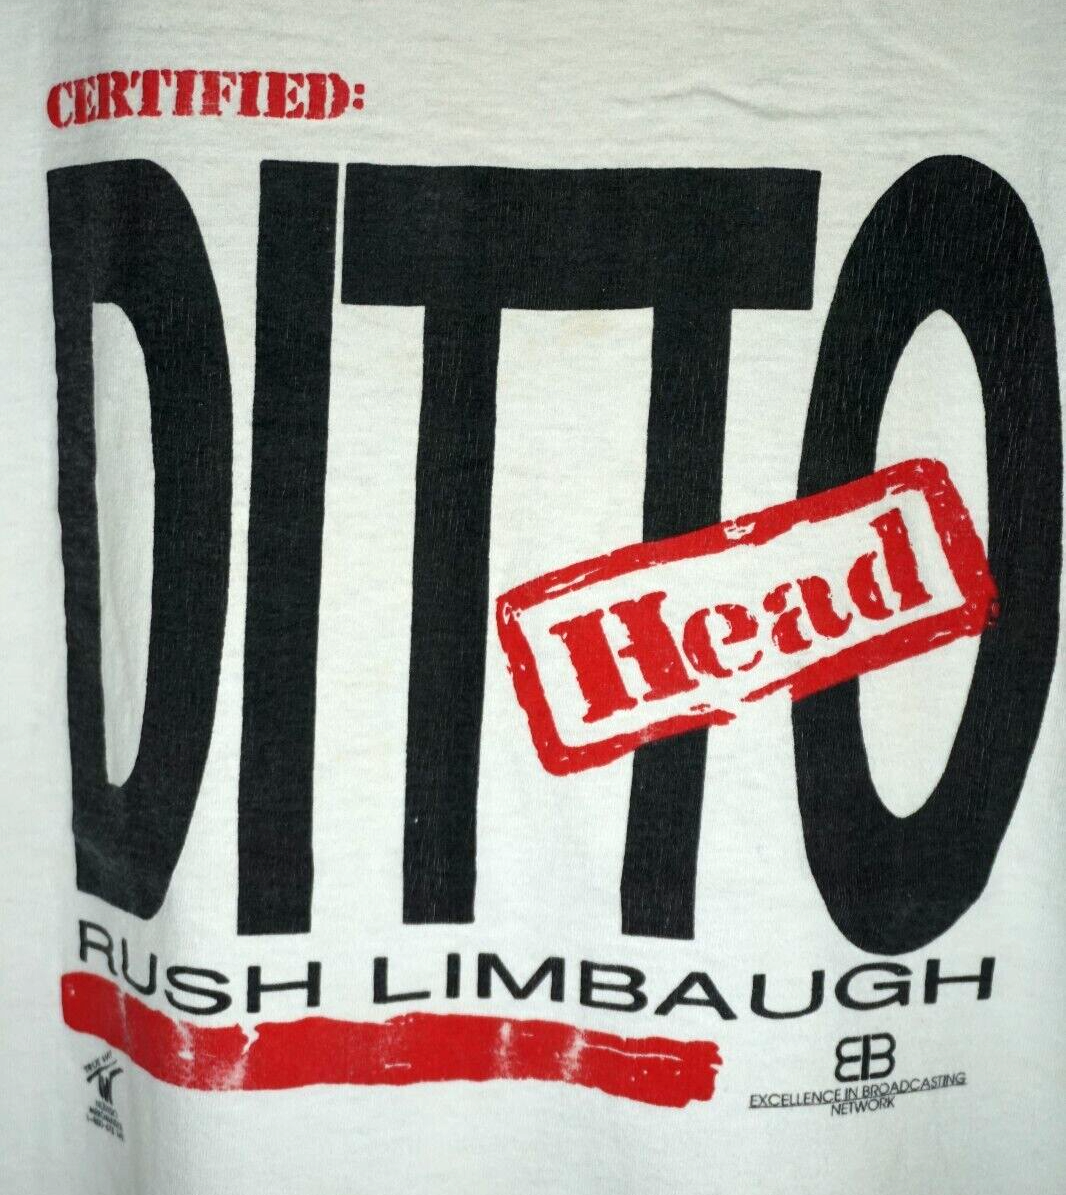 CERTIFIED:
DITTO
Head
RUSH LIMBAUGH
EIB
EXCELLENCE IN BROADCASTING
NETWORK